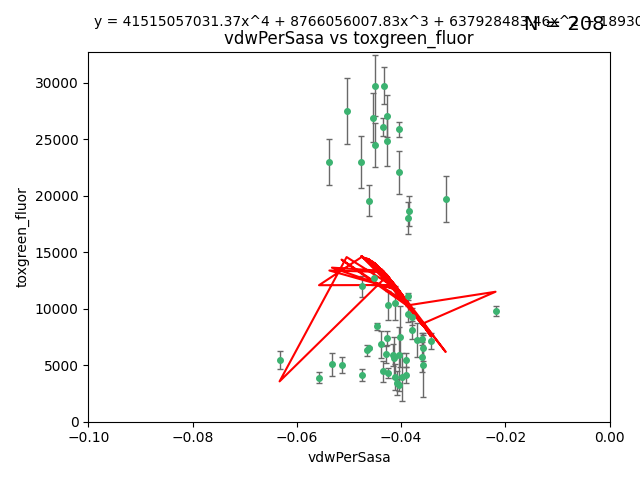 y = 41515057031.37x^4 + 8766056007.83x^3 + 637928483.46x^2 + 18930
N = 208
vdwPerSasa vs toxgreen_fluor
toxgreen_fluor
30000
25000
20000
15000
10000
5000
0
−0.10
−0.08
−0.06
−0.04
−0.02
0.00
vdwPerSasa